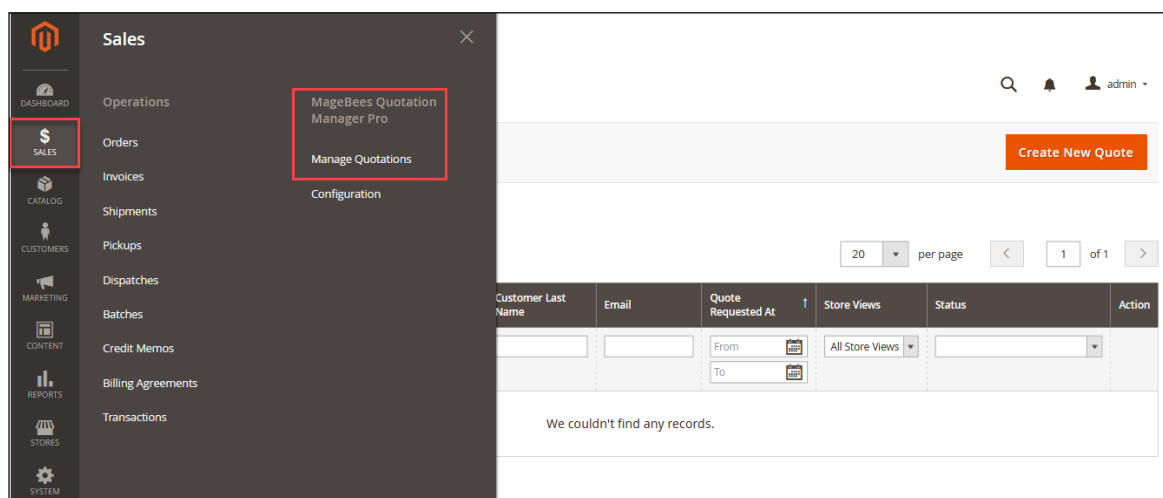 DASHBOARD
SALES
CATALOG
CUSTOMERS
MARKETING
CONTENT
REPORTS
STORES
SYSTEM
Sales
Operations
Orders
Invoices
Shipments
Pickups
Dispatches
Batches
Credit Memos
Billing Agreements
Transactions
MageBees Quotation
Manager Pro
Manage Quotations
Configuration
admin
Create New Quote
20 per page 1 of 1
Customer Last
Name
Email
Quote
Requested At
Store Views
Status
Action
From
To
All Store Views
We couldn't find any records.